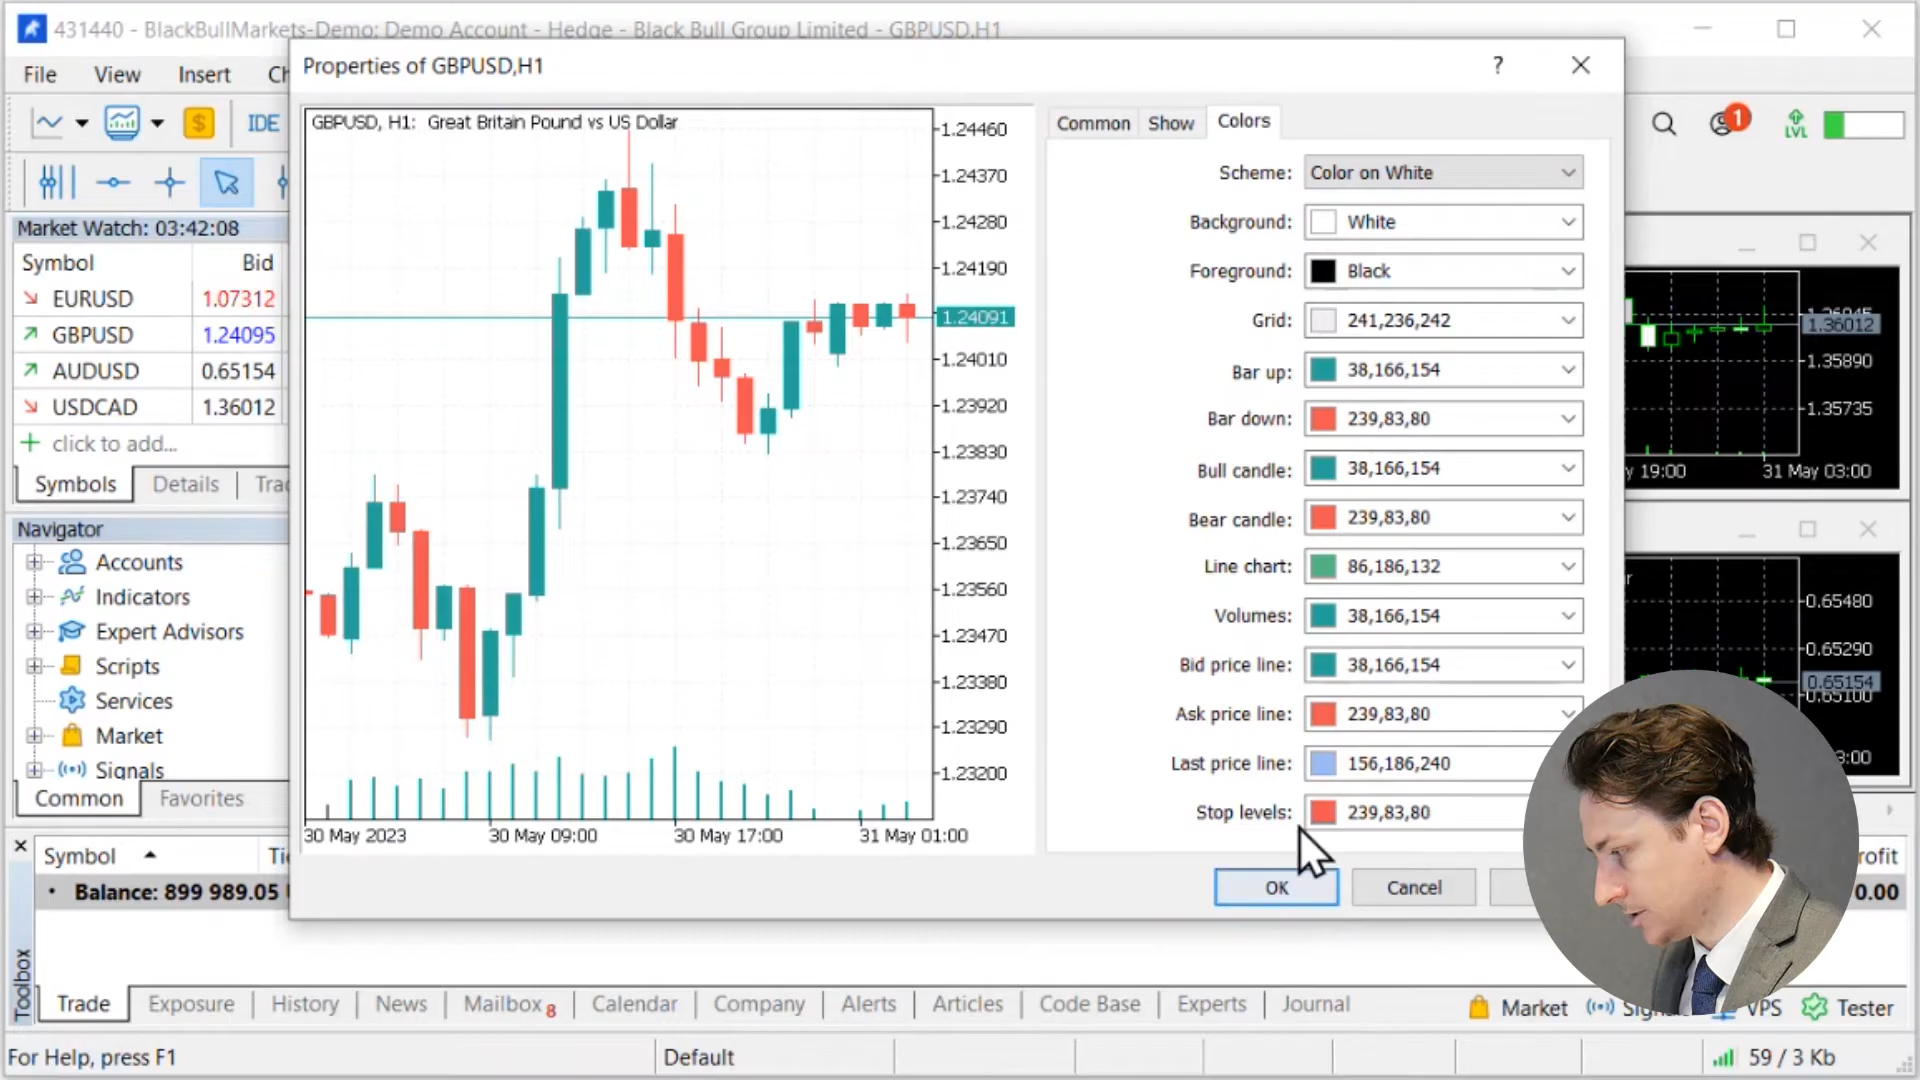 431440 - BlackBullMarkets-Demo: Demo Account - Hedge - Black Bull Group Limited - GBPUSD,H1
File View Insert Ch
IDE
1
LVL
Market Watch: 03:42:08
Symbol Bid
EURUSD 1.07312
GBPUSD 1.24095
AUDUSD 0.65154
USDCAD 1.36012
click to add...
Symbols Details Trad
Navigator
Accounts
Indicators
Expert Advisors
Scripts
Services
Market
Signals
Common Favorites
Properties of GBPUSD,H1
?
GBPUSD, H1: Great Britain Pound vs US Dollar
1.24460
1.24370
1.24280
1.24190
1.24091
1.24010
1.23920
1.23830
1.23740
1.23650
1.23560
1.23470
1.23380
1.23290
1.23200
30 May 2023 30 May 09:00 30 May 17:00 31 May 01:00
Common Show Colors
Scheme: Color on White
Background: White
Foreground: Black
Grid: 241,236,242
Bar up: 38,166,154
Bar down: 239,83,80
Bull candle: 38,166,154
Bear candle: 239,83,80
Line chart: 86,186,132
Volumes: 38,166,154
Bid price line: 38,166,154
Ask price line: 239,83,80
Last price line: 156,186,240
Stop levels: 239,83,80
OK Cancel
1.36012
1.35890
1.35735
y 19:00 31 May 03:00
r
0.65480
0.65290
0.65154
0.65100
3:00
Toolbox
Symbol Ti rofit
Balance: 899 989.05 0.00
Trade Exposure History News Mailbox 8 Calendar Company Alerts Articles Code Base Experts Journal
Market VPS Tester
For Help, press F1 Default 59 / 3 Kb